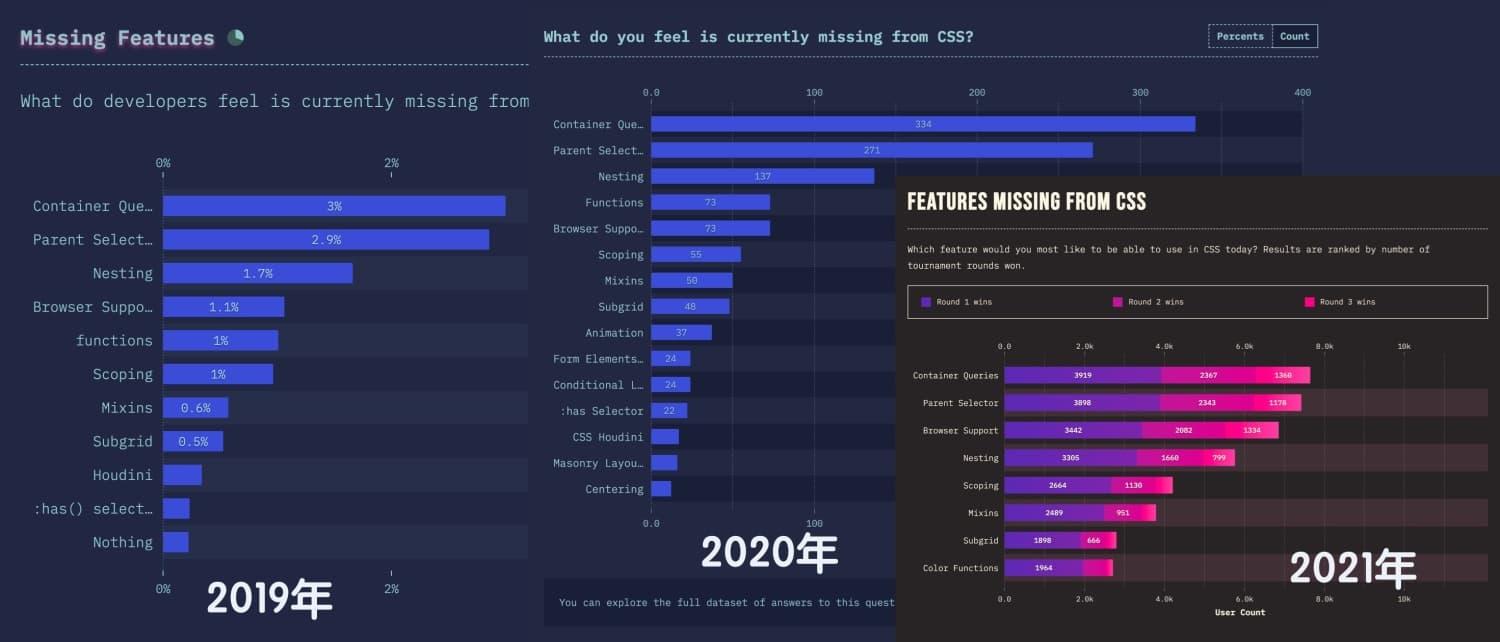 Missing Features
What do developers feel is currently missing from
0% 2%
Container Que… 3%
Parent Select… 2.9%
Nesting 1.7%
Browser Suppo… 1.1%
functions 1%
Scoping 1%
Mixins 0.6%
Subgrid 0.5%
Houdini
:has() select…
Nothing
0% 2%
2019年
What do you feel is currently missing from CSS?
Percents Count
0.0 100 200 300 400
Container Que… 334
Parent Select… 271
Nesting 137
Functions 73
Browser Suppo… 73
Scoping 55
Mixins 50
Subgrid 48
Animation 37
Form Elements… 24
Conditional L… 24
:has Selector 22
CSS Houdini
Masonry Layou…
Centering
0.0 100
2020年
You can explore the full dataset of answers to this quest
FEATURES MISSING FROM CSS
Which feature would you most like to be able to use in CSS today? Results are ranked by number of
tournament rounds won.
Round 1 wins Round 2 wins Round 3 wins
0.0 2.0k 4.0k 6.0k 8.0k 10k
Container Queries 3919 2367 1360
Parent Selector 3898 2343 1178
Browser Support 3442 2082 1334
Nesting 3305 1660 799
Scoping 2664 1130
Mixins 2489 951
Subgrid 1898 666
Color Functions 1964
2021年
0.0 2.0k 4.0k 6.0k 8.0k 10k
User Count